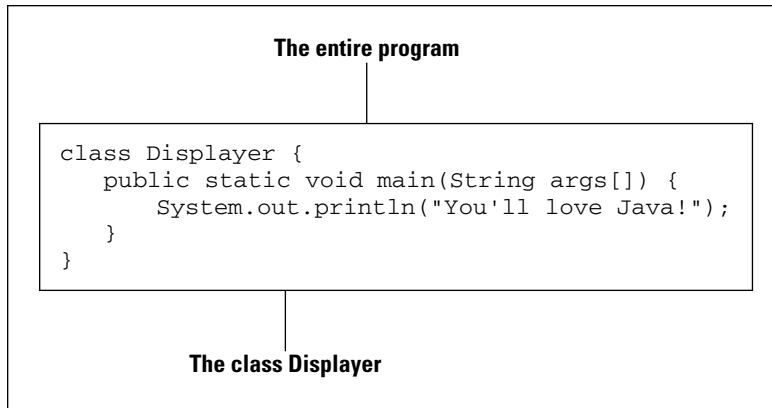 The entire program
class Displayer {
public static void main(String args[]) {
System.out.println("You'll love Java!");
}
}
The class Displayer